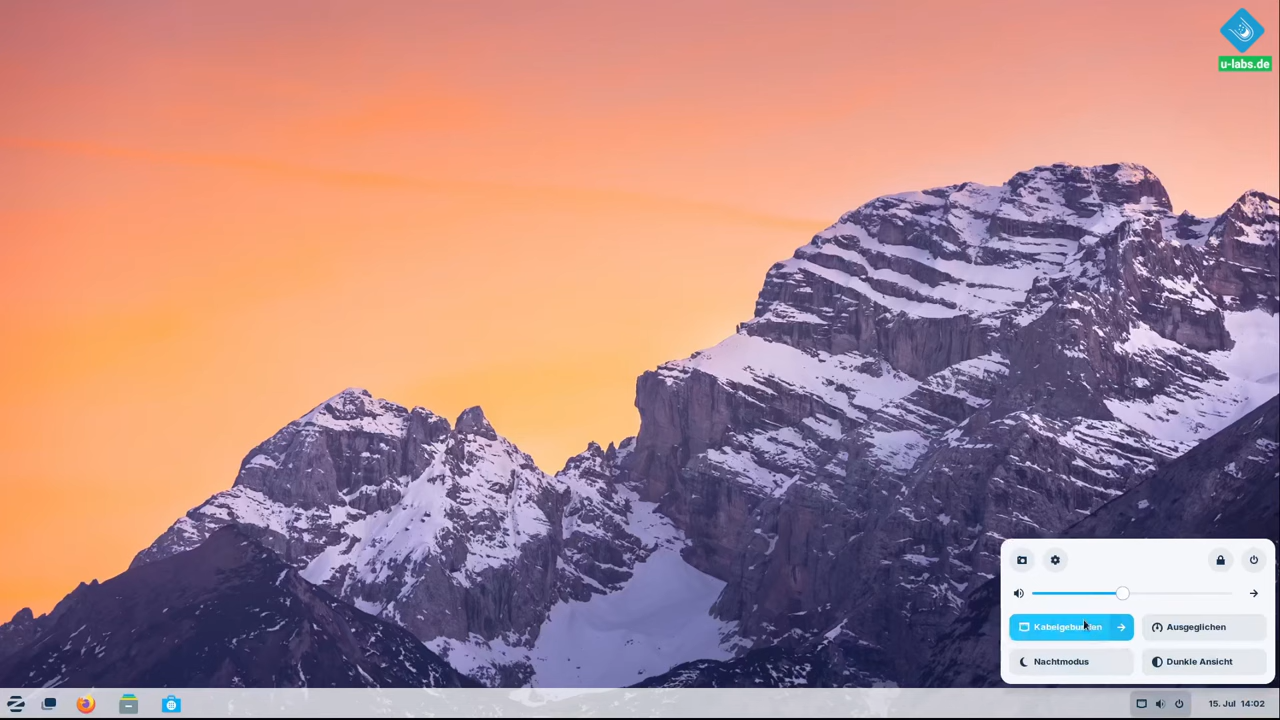 u-labs.de
Kabelgebunden
Ausgeglichen
Nachtmodus
Dunkle Ansicht
15. Jul 14:02